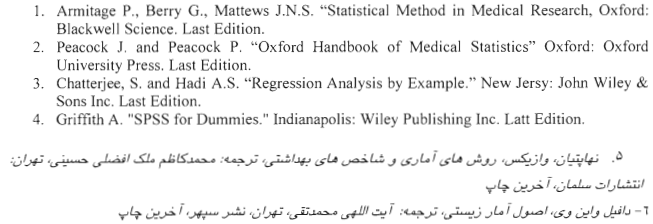 1. Armitage P., Berry G., Mattews J.N.S. “Statistical Method in Medical Research, Oxford:
Blackwell Science. Last Edition.
2. Peacock J. and Peacock P. “Oxford Handbook of Medical Statistics” Oxford: Oxford
University Press. Last Edition.
3. Chatterjee, S. and Hadi A.S. “Regression Analysis by Example.” New Jersy: John Wiley &
Sons Inc. Last Edition.
4. Griffith A. "SPSS for Dummies." Indianapolis: Wiley Publishing Inc. Latt Edition.
۵. نهاپتیان، وازیکس، روش های آماری و شاخص های بهداشتی، ترجمه: محمدکاظم ملک افضلی حسینی، تهران:
انتشارات سلمان، آخرین چاپ
۶- دانیل واین وی، اصول آمار زیستی، ترجمه: آیت اللهی محمدتقی، تهران، نشر سپهر، آخرین چاپ